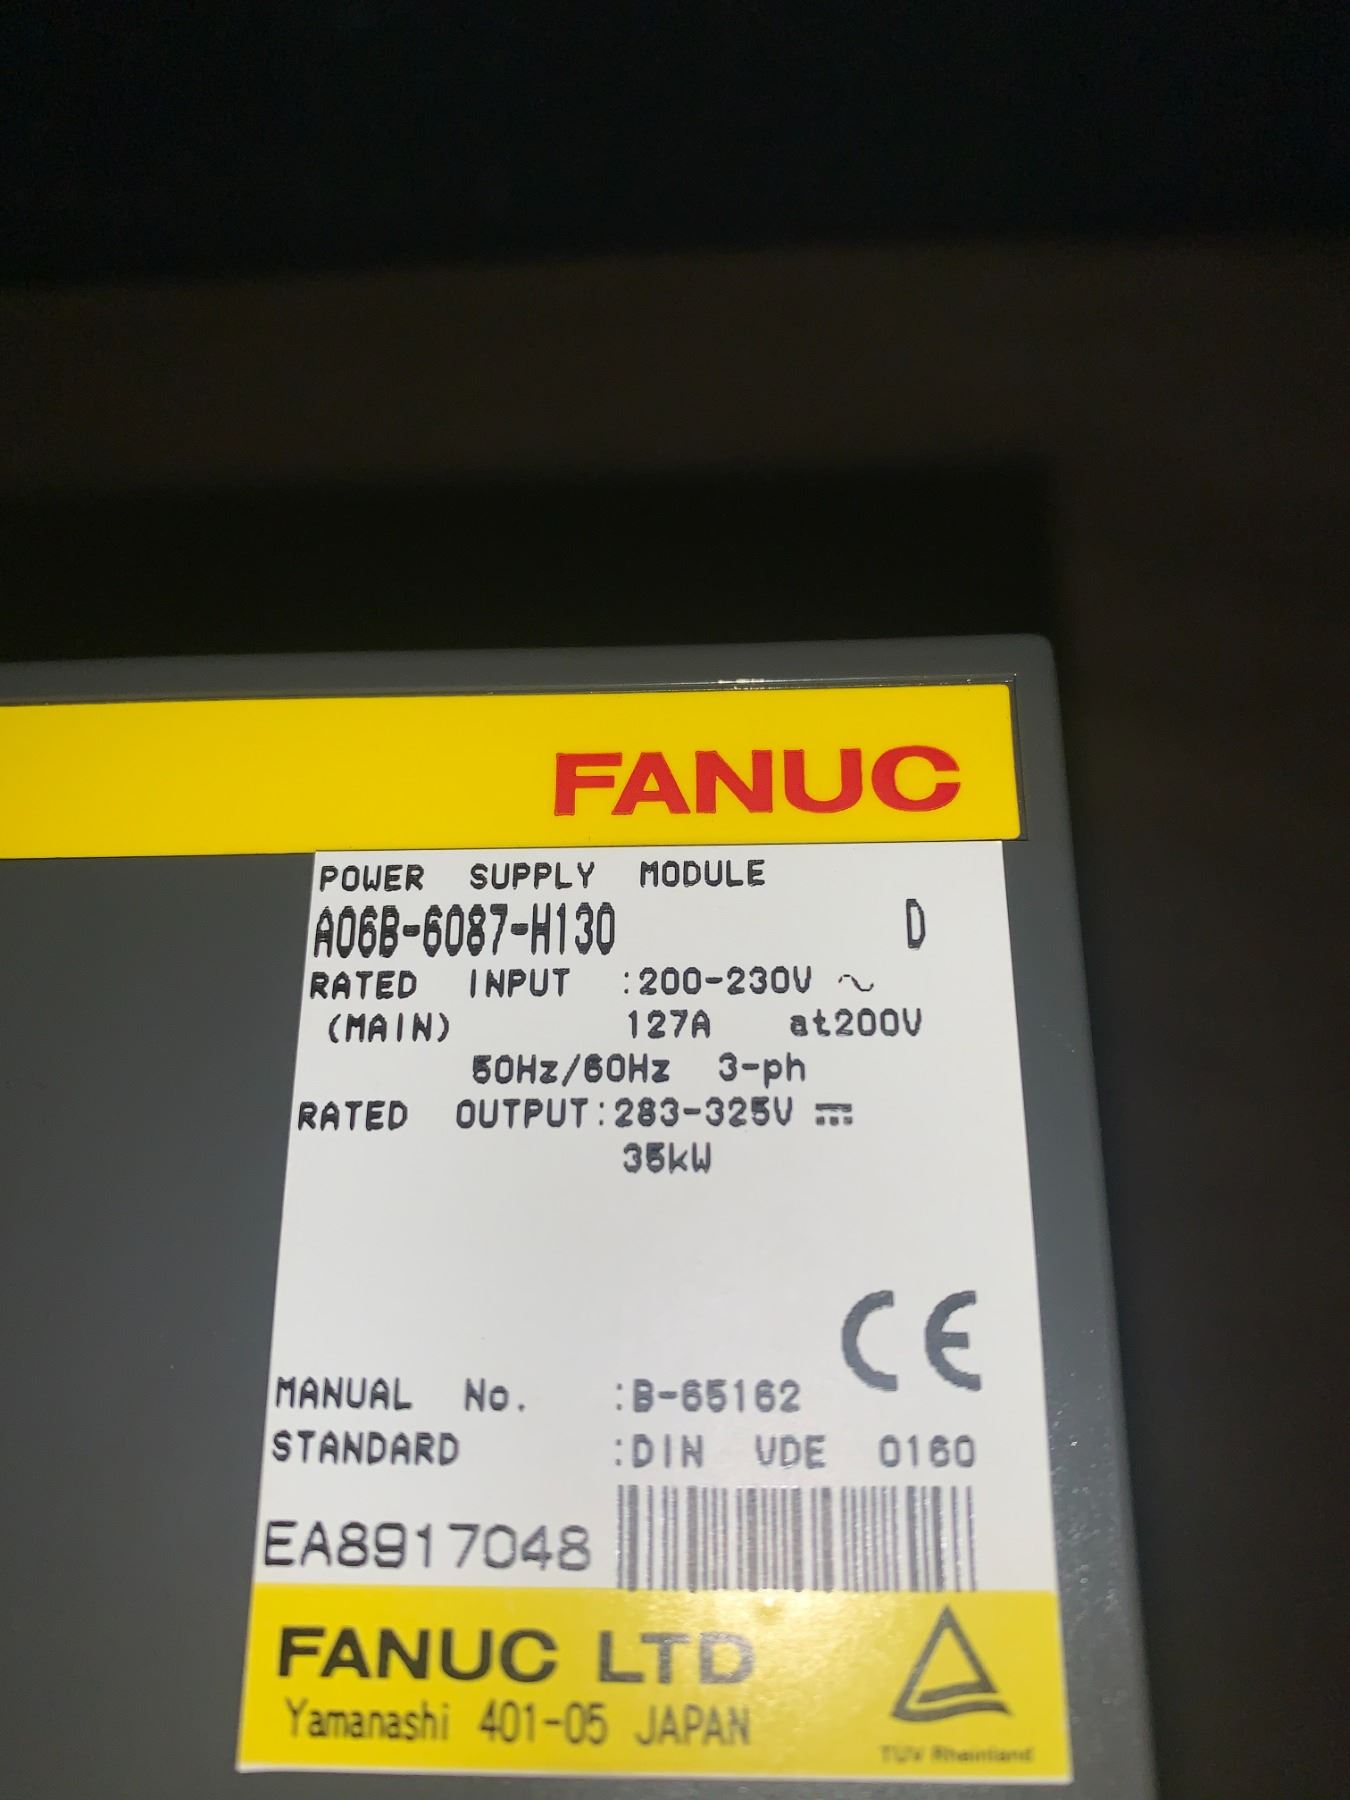 FANUC
POWER SUPPLY MODULE
A06B-6087-H130 D
RATED INPUT :200-230V ~
(MAIN) 127A at200V
50Hz/60Hz 3-ph
RATED OUTPUT:283-325V ⎓
35kW
CE
MANUAL No. :B-65162
STANDARD :DIN VDE 0160
EA8917048
FANUC LTD
Yamanashi 401-05 JAPAN
TUV Rheinland